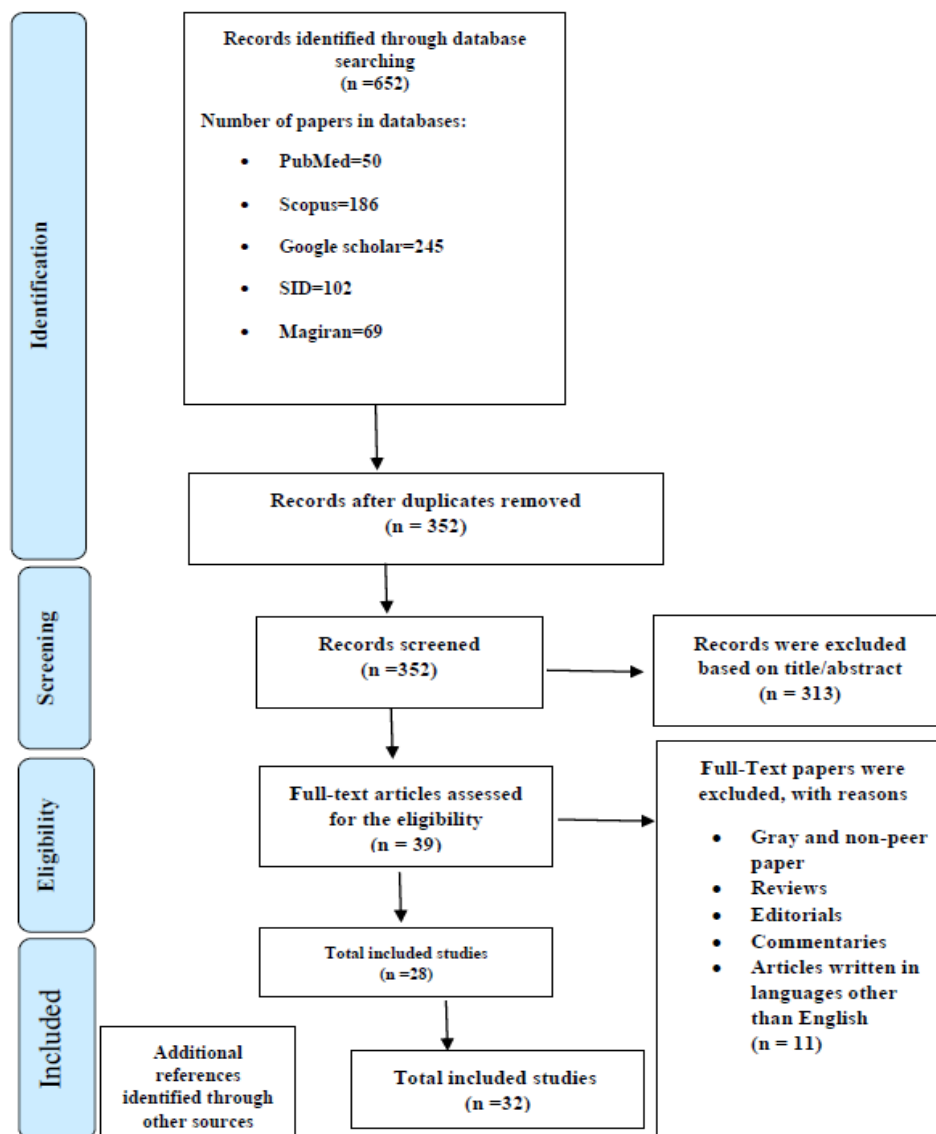 Identification
Records identified through database
searching
(n =652)
Number of papers in databases:
• PubMed=50
• Scopus=186
• Google scholar=245
• SID=102
• Magiran=69
Records after duplicates removed
(n = 352)
Screening
Records screened
(n =352)
Records were excluded
based on title/abstract
(n = 313)
Eligibility
Full-text articles assessed
for the eligibility
(n = 39)
Full-Text papers were
excluded, with reasons
• Gray and non-peer
paper
• Reviews
• Editorials
• Commentaries
• Articles written in
languages other
than English
(n = 11)
Included
Total included studies
(n =28)
Additional
references
identified through
other sources
Total included studies
(n =32)